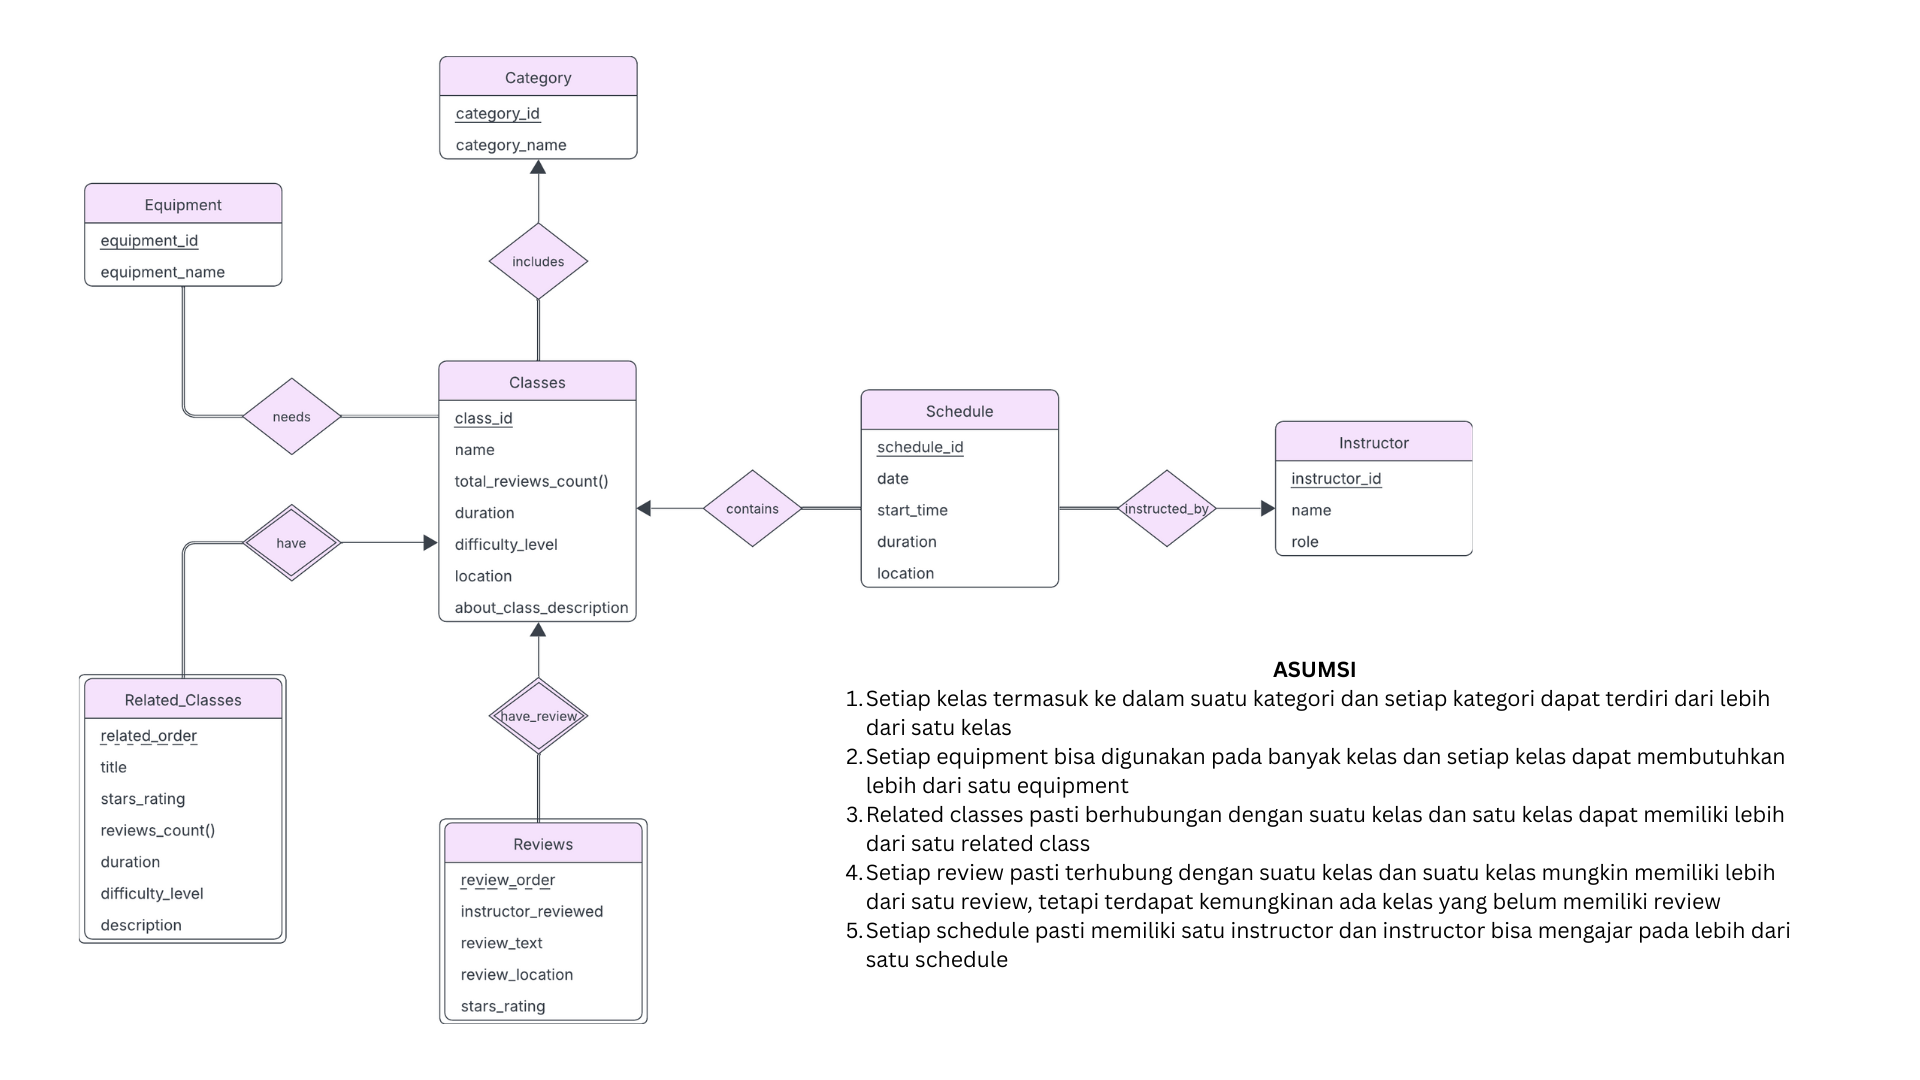 Category
category_id
category_name
Equipment
equipment_id
equipment_name
includes
needs
Classes
class_id
name
total_reviews_count()
duration
difficulty_level
location
about_class_description
contains
Schedule
schedule_id
date
start_time
duration
location
instructed_by
Instructor
instructor_id
name
role
have
Related_Classes
related_order
title
stars_rating
reviews_count()
duration
difficulty_level
description
have_review
Reviews
review_order
instructor_reviewed
review_text
review_location
stars_rating
ASUMSI
1. Setiap kelas termasuk ke dalam suatu kategori dan setiap kategori dapat terdiri dari lebih
dari satu kelas
2. Setiap equipment bisa digunakan pada banyak kelas dan setiap kelas dapat membutuhkan
lebih dari satu equipment
3. Related classes pasti berhubungan dengan suatu kelas dan satu kelas dapat memiliki lebih
dari satu related class
4. Setiap review pasti terhubung dengan suatu kelas dan suatu kelas mungkin memiliki lebih
dari satu review, tetapi terdapat kemungkinan ada kelas yang belum memiliki review
5. Setiap schedule pasti memiliki satu instructor dan instructor bisa mengajar pada lebih dari
satu schedule